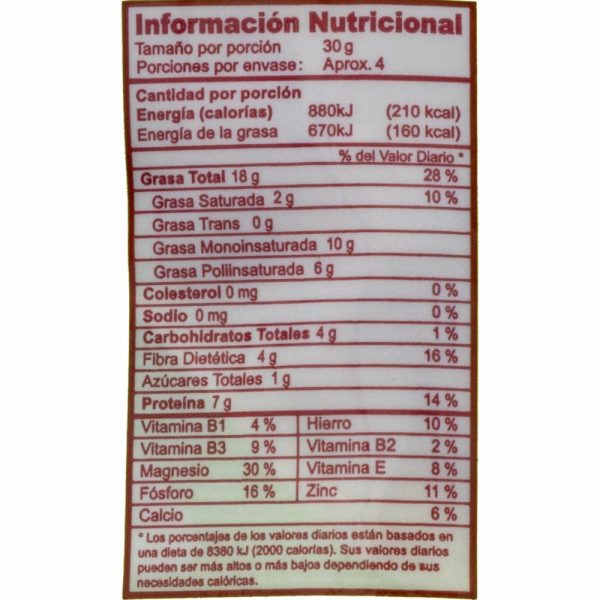 Información Nutricional
Tamaño por porción 30 g
Porciones por envase: Aprox. 4
Cantidad por porción
Energía (calorías) 880kJ (210 kcal)
Energía de la grasa 670kJ (160 kcal)
% del Valor Diario *
Grasa Total 18 g 28 %
Grasa Saturada 2 g 10 %
Grasa Trans 0 g
Grasa Monoinsaturada 10 g
Grasa Poliinsaturada 6 g
Colesterol 0 mg 0 %
Sodio 0 mg 0 %
Carbohidratos Totales 4 g 1 %
Fibra Dietética 4 g 16 %
Azúcares Totales 1 g
Proteína 7 g 14 %
Vitamina B1 4 % Hierro 10 %
Vitamina B3 9 % Vitamina B2 2 %
Magnesio 30 % Vitamina E 8 %
Fósforo 16 % Zinc 11 %
Calcio 6 %
* Los porcentajes de los valores diarios están basados en
una dieta de 8380 kJ (2000 calorías). Sus valores diarios
pueden ser más altos o más bajos dependiendo de sus
necesidades calóricas.